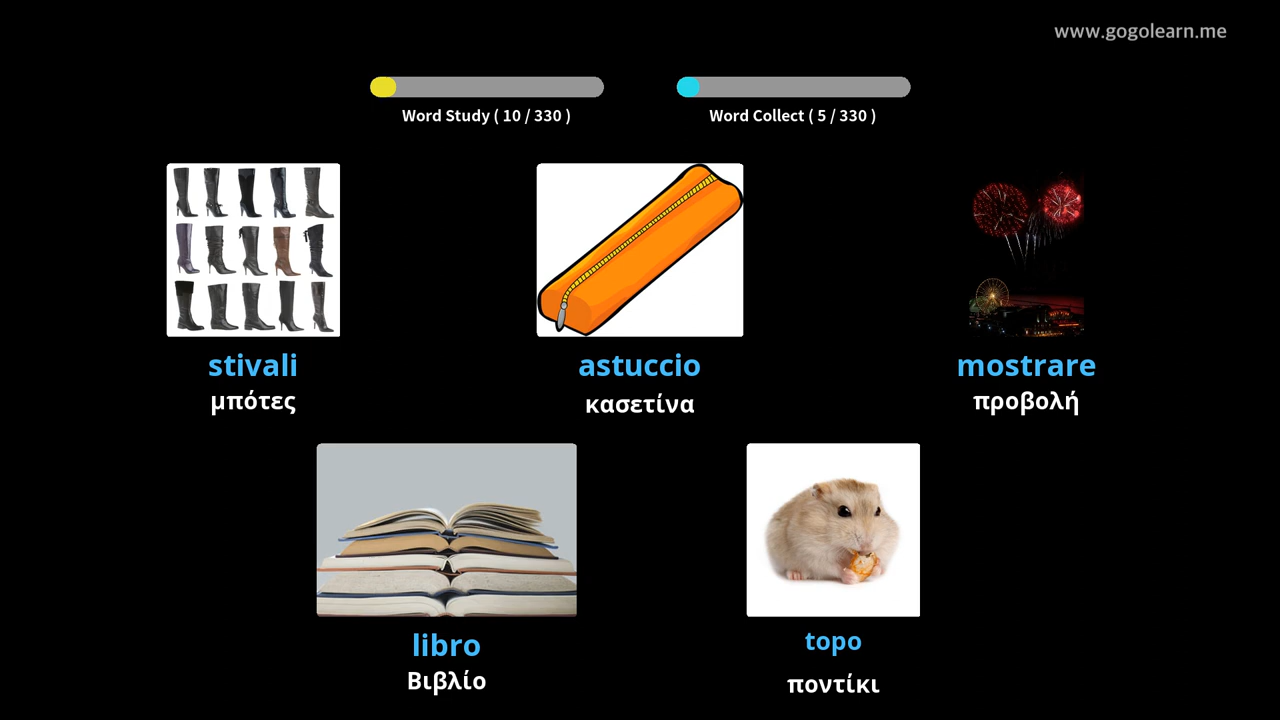 www.gogolearn.me
Word Study ( 10 / 330 )
Word Collect ( 5 / 330 )
stivali
μπότες
astuccio
κασετίνα
mostrare
προβολή
libro
Βιβλίο
topo
ποντίκι